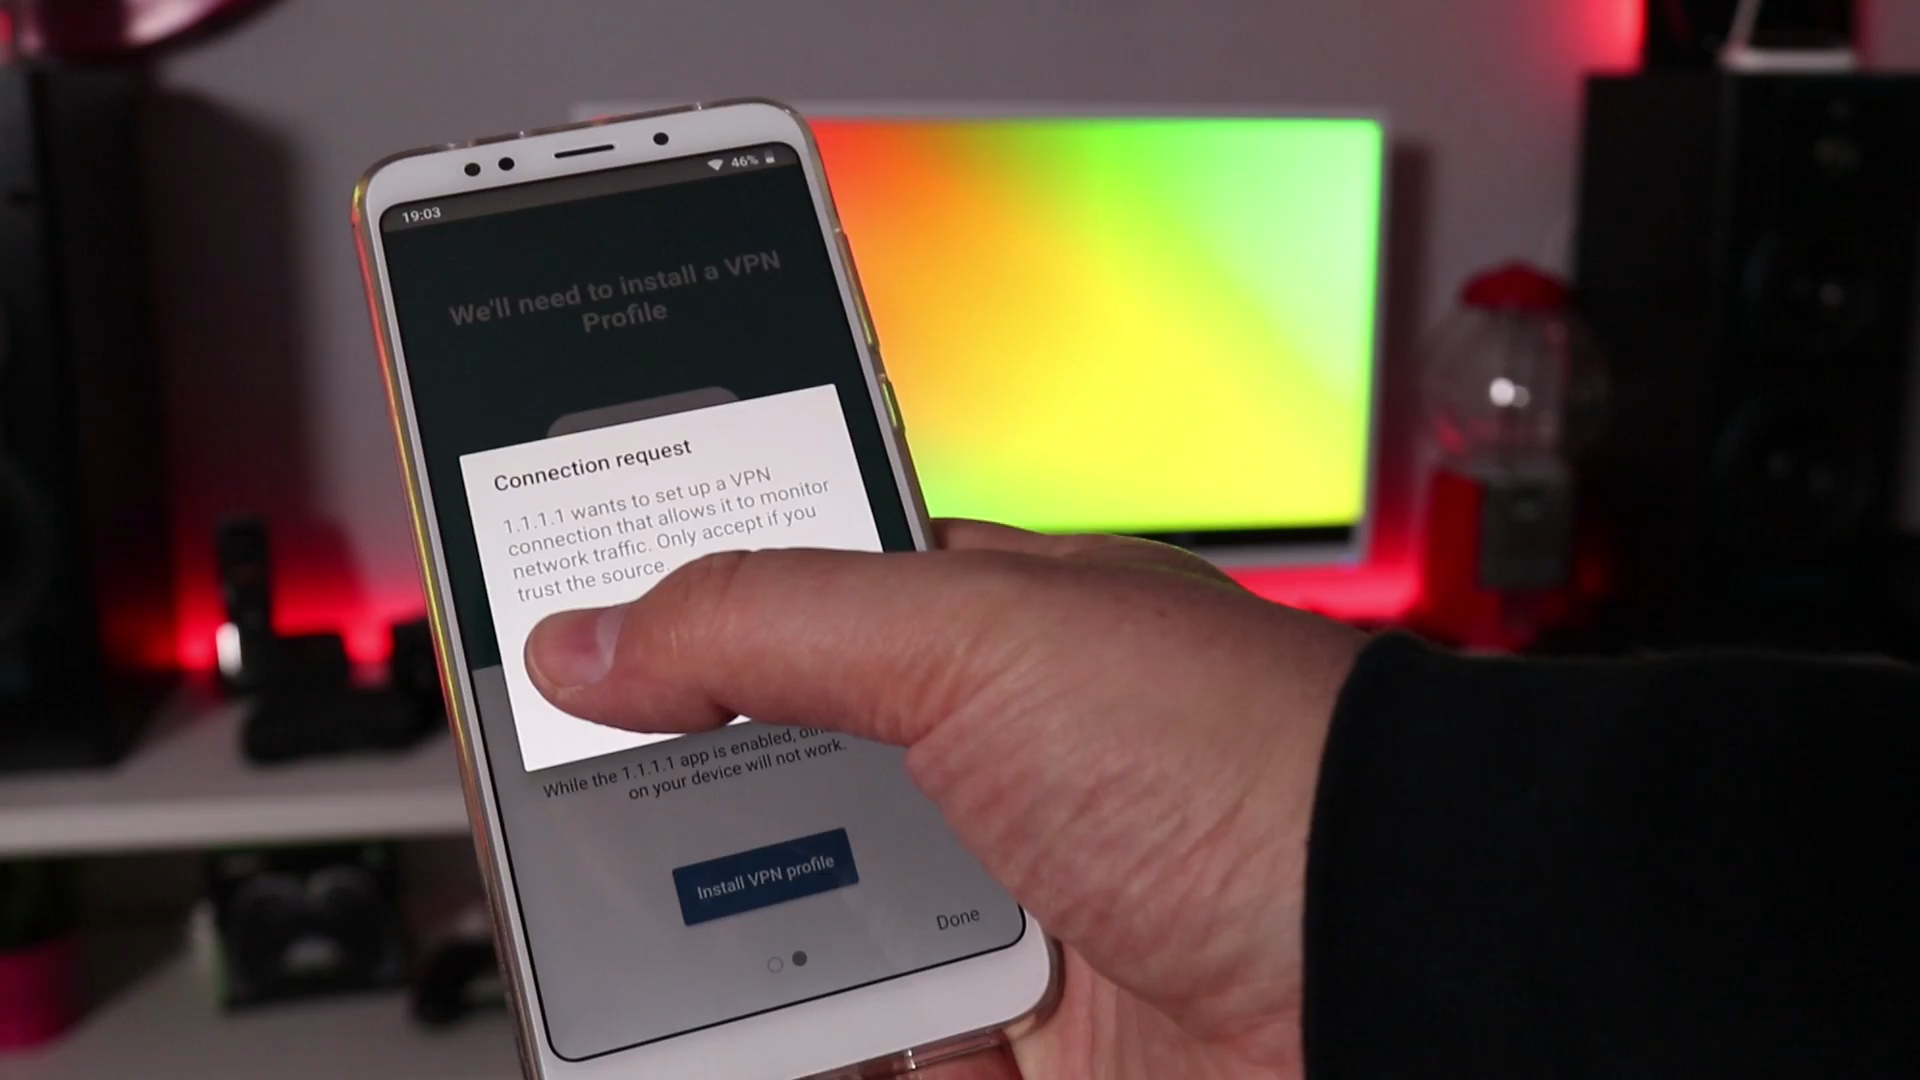 19:03
46%
We'll need to install a VPN
Profile
Connection request
1.1.1.1 wants to set up a VPN
connection that allows it to monitor
network traffic. Only accept if you
trust the source.
While the 1.1.1.1 app is enabled,
on your device will not work.
Install VPN profile
Done